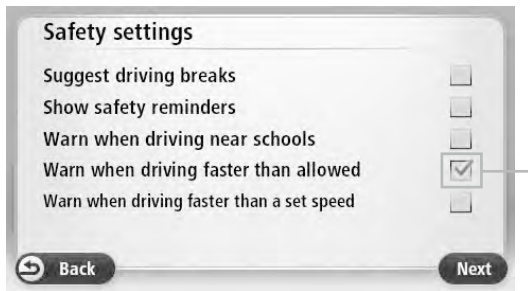 Safety settings
Suggest driving breaks
Show safety reminders
Warn when driving near schools
Warn when driving faster than allowed
Warn when driving faster than a set speed
Back
Next